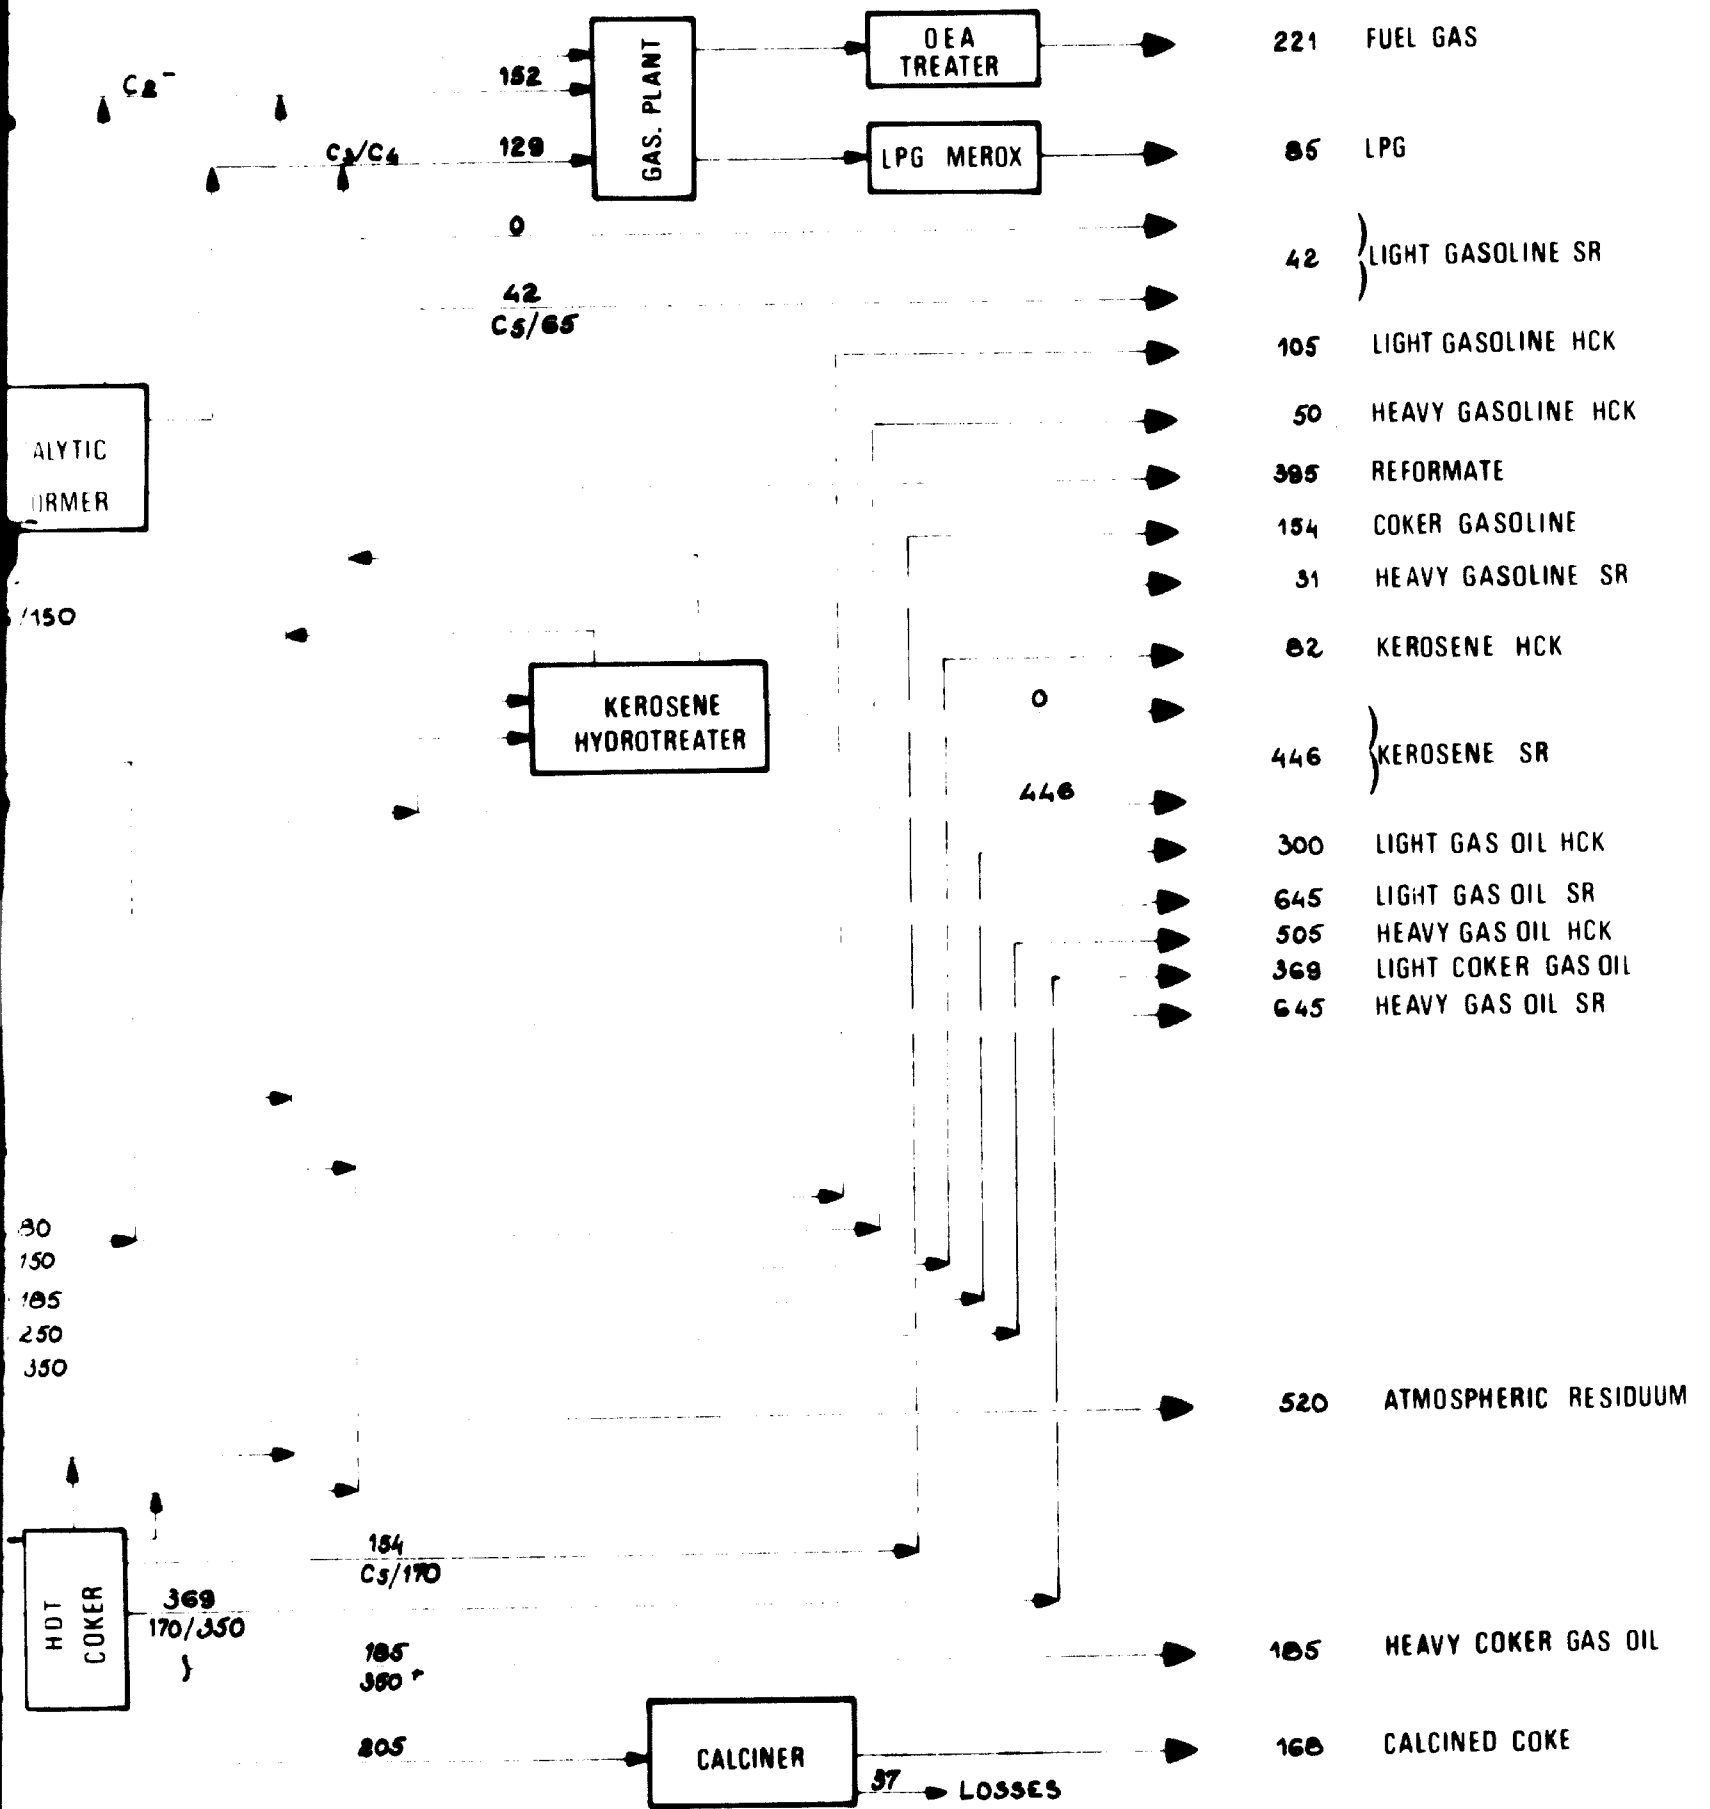 DEA
TREATER
221 FUEL GAS
C2-
152
GAS. PLANT
C3/C4
129
LPG MEROX
85 LPG
0
42 LIGHT GASOLINE SR
42
C5/65
105 LIGHT GASOLINE HCK
50 HEAVY GASOLINE HCK
ALYTIC
ORMER
395 REFORMATE
154 COKER GASOLINE
31 HEAVY GASOLINE SR
/150
82 KEROSENE HCK
KEROSENE
HYDROTREATER
0
446 KEROSENE SR
446
300 LIGHT GAS OIL HCK
645 LIGHT GAS OIL SR
505 HEAVY GAS OIL HCK
369 LIGHT COKER GAS OIL
645 HEAVY GAS OIL SR
80
150
185
250
350
520 ATMOSPHERIC RESIDUUM
HDT
COKER
154
C5/170
369
170/350
185
350+
185 HEAVY COKER GAS OIL
205
CALCINER
168 CALCINED COKE
37 LOSSES